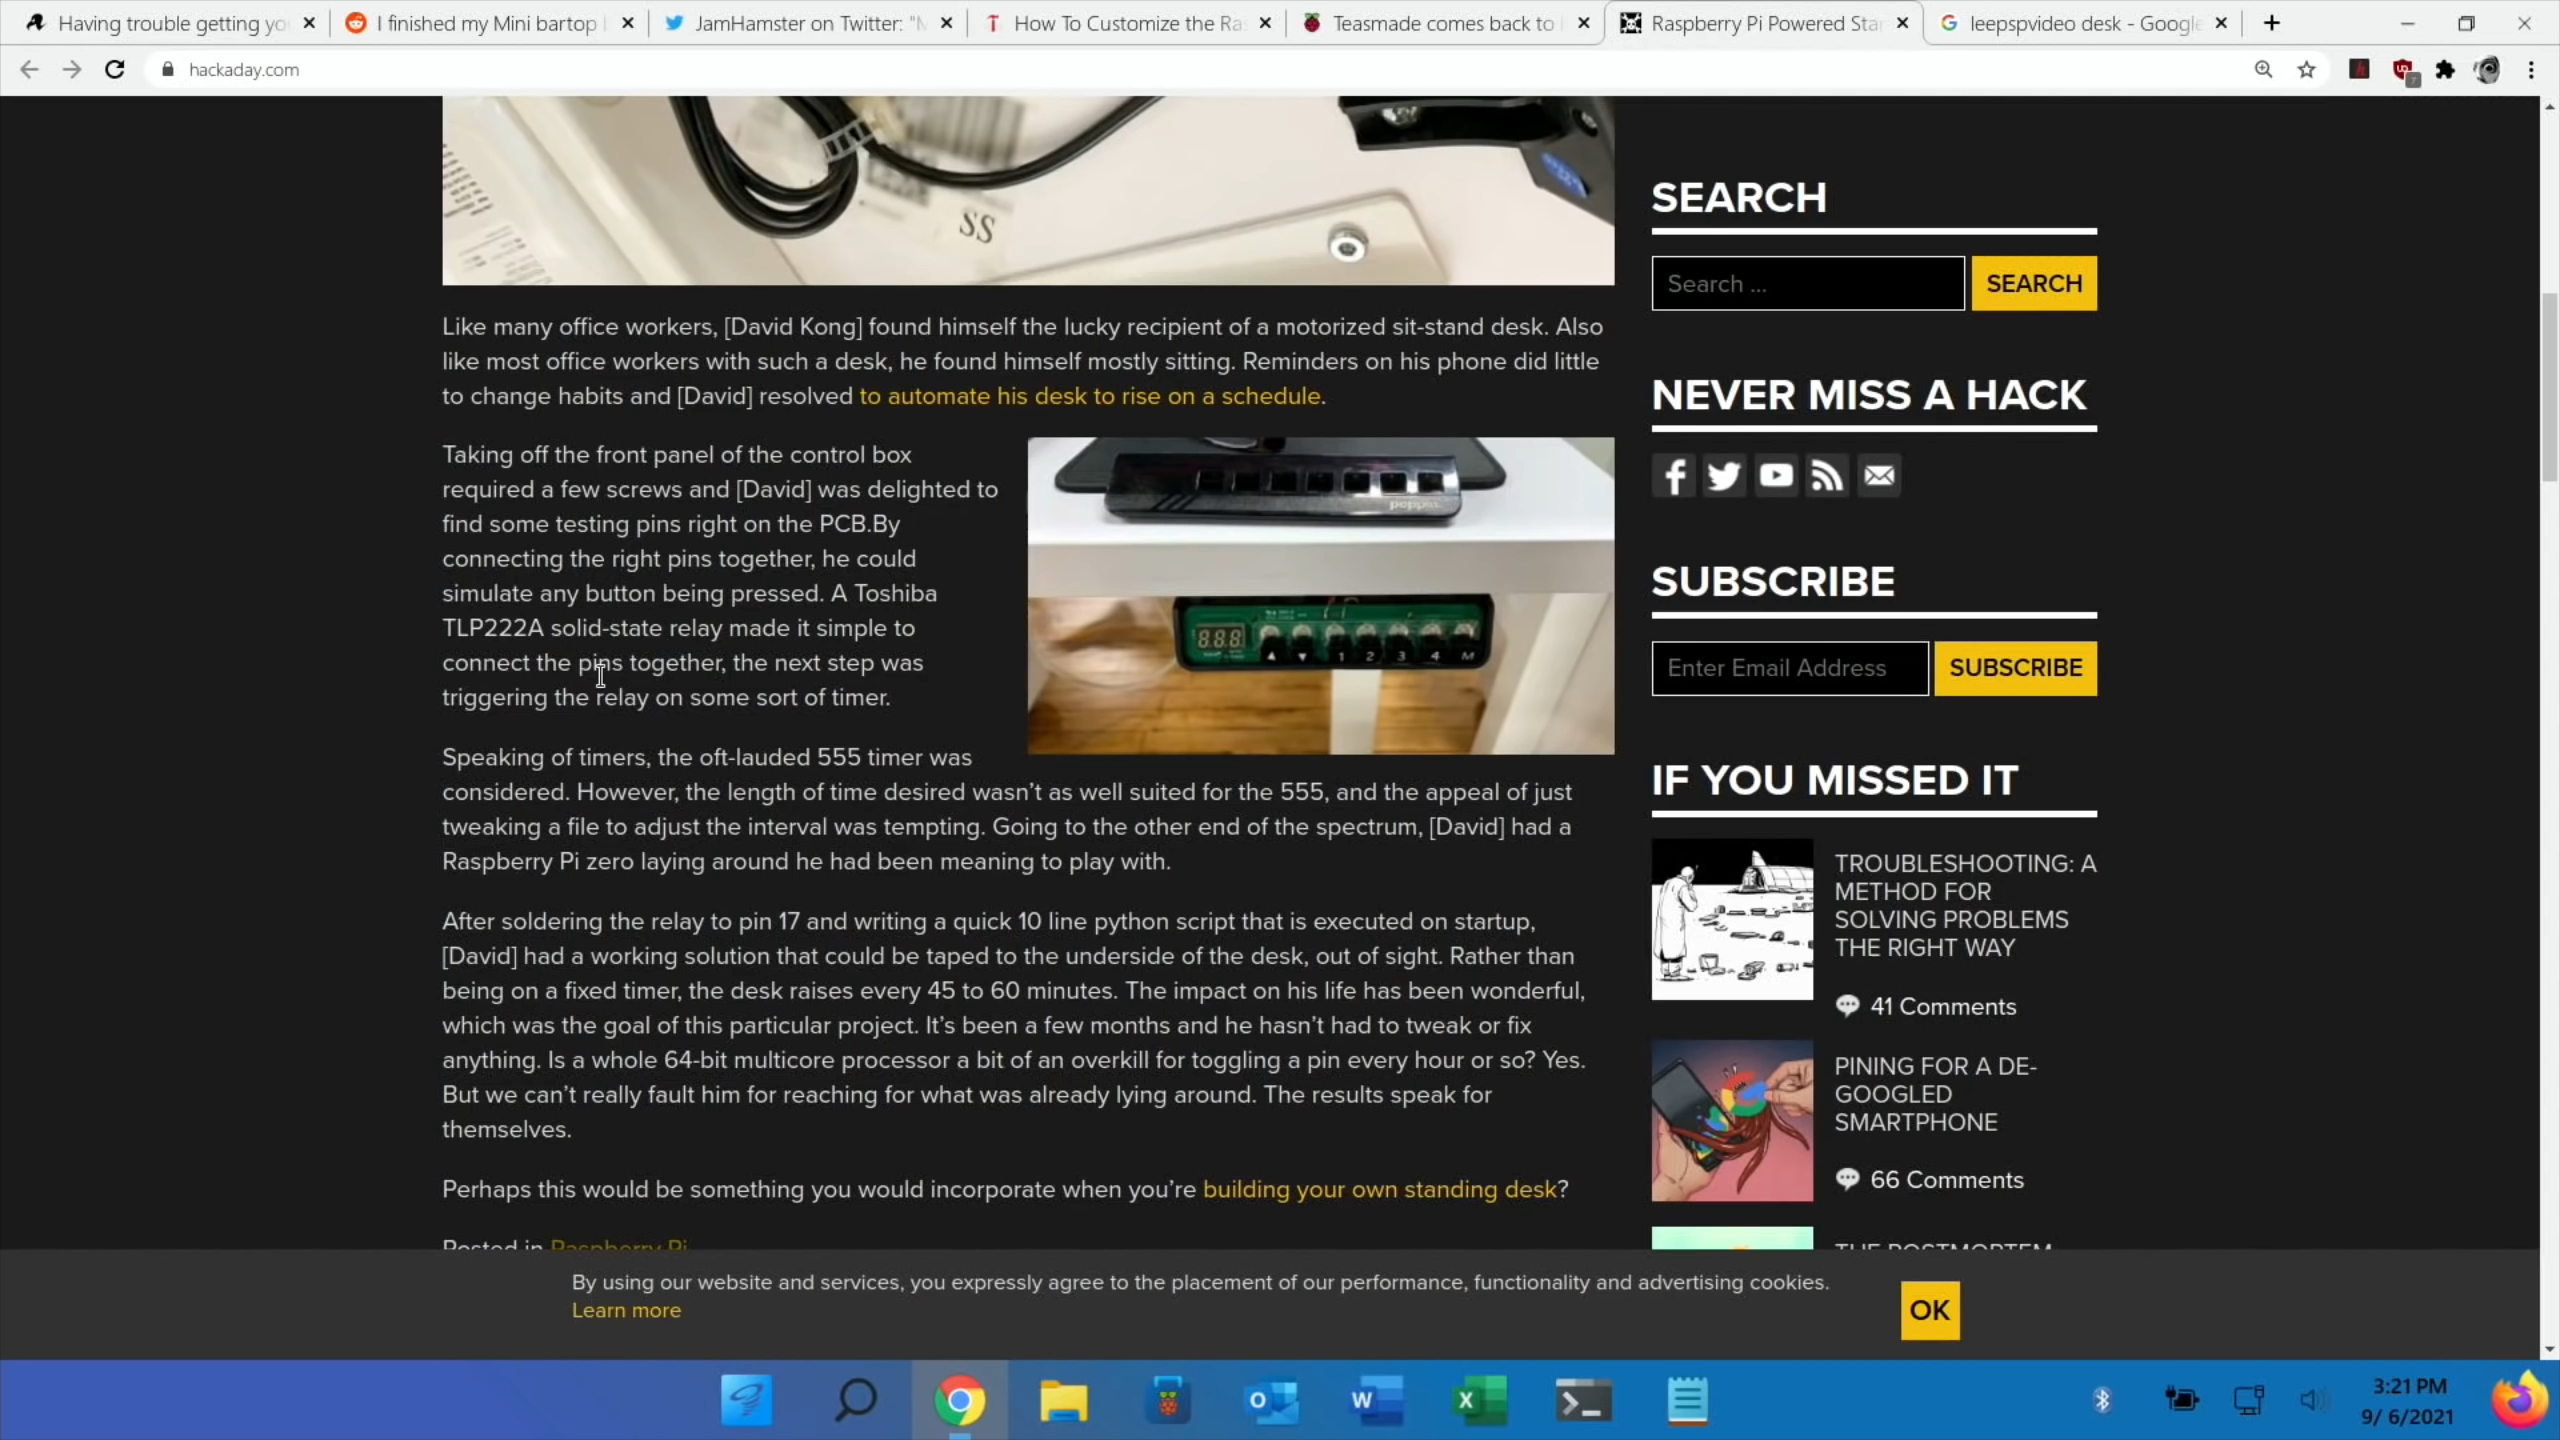 Having trouble getting yo
I finished my Mini bartop
JamHamster on Twitter: "M
How To Customize the Ra
Teasmade comes back to
Raspberry Pi Powered Sta
leepspvideo desk - Google
hackaday.com
SS
Like many office workers, [David Kong] found himself the lucky recipient of a motorized sit-stand desk. Also
like most office workers with such a desk, he found himself mostly sitting. Reminders on his phone did little
to change habits and [David] resolved to automate his desk to rise on a schedule.
Taking off the front panel of the control box
required a few screws and [David] was delighted to
find some testing pins right on the PCB.By
connecting the right pins together, he could
simulate any button being pressed. A Toshiba
TLP222A solid-state relay made it simple to
connect the pins together, the next step was
triggering the relay on some sort of timer.
poppin.
8.8.8.
1 2 3 4 M
Speaking of timers, the oft-lauded 555 timer was
considered. However, the length of time desired wasn't as well suited for the 555, and the appeal of just
tweaking a file to adjust the interval was tempting. Going to the other end of the spectrum, [David] had a
Raspberry Pi zero laying around he had been meaning to play with.
After soldering the relay to pin 17 and writing a quick 10 line python script that is executed on startup,
[David] had a working solution that could be taped to the underside of the desk, out of sight. Rather than
being on a fixed timer, the desk raises every 45 to 60 minutes. The impact on his life has been wonderful,
which was the goal of this particular project. It's been a few months and he hasn't had to tweak or fix
anything. Is a whole 64-bit multicore processor a bit of an overkill for toggling a pin every hour or so? Yes.
But we can't really fault him for reaching for what was already lying around. The results speak for
themselves.
Perhaps this would be something you would incorporate when you're building your own standing desk?
Posted in Raspberry Pi
SEARCH
Search ...
SEARCH
NEVER MISS A HACK
SUBSCRIBE
Enter Email Address
SUBSCRIBE
IF YOU MISSED IT
TROUBLESHOOTING: A
METHOD FOR
SOLVING PROBLEMS
THE RIGHT WAY
41 Comments
PINING FOR A DE-
GOOGLED
SMARTPHONE
66 Comments
THE POSTMORTEM
By using our website and services, you expressly agree to the placement of our performance, functionality and advertising cookies.
Learn more
OK
3:21 PM
9/ 6/2021